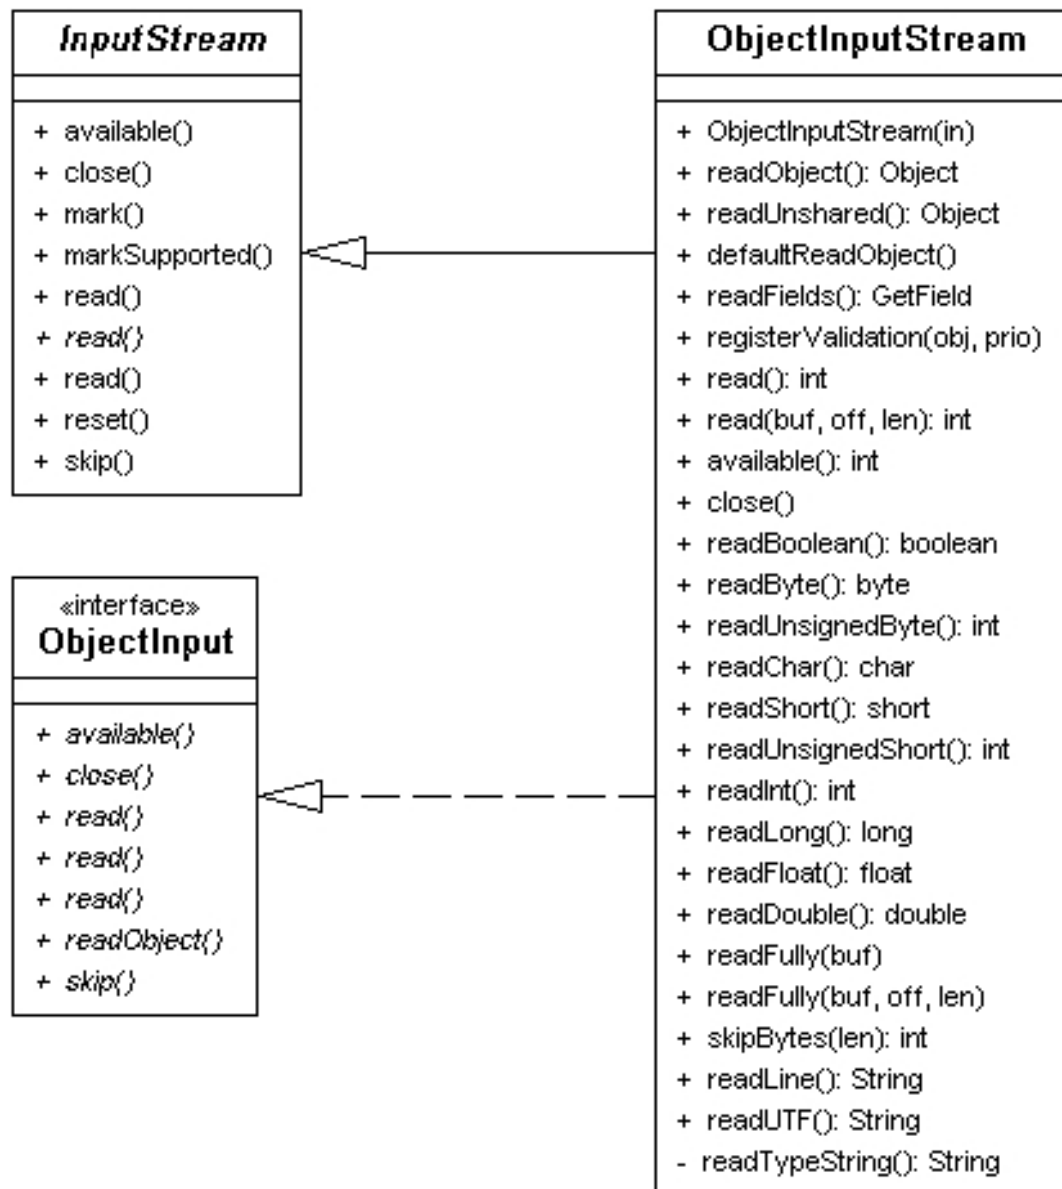 InputStream
+ available()
+ close()
+ mark()
+ markSupported()
+ read()
+ read()
+ read()
+ reset()
+ skip()
«interface»
ObjectInput
+ available()
+ close()
+ read()
+ read()
+ read()
+ readObject()
+ skip()
ObjectInputStream
+ ObjectInputStream(in)
+ readObject(): Object
+ readUnshared(): Object
+ defaultReadObject()
+ readFields(): GetField
+ registerValidation(obj, prio)
+ read(): int
+ read(buf, off, len): int
+ available(): int
+ close()
+ readBoolean(): boolean
+ readByte(): byte
+ readUnsignedByte(): int
+ readChar(): char
+ readShort(): short
+ readUnsignedShort(): int
+ readInt(): int
+ readLong(): long
+ readFloat(): float
+ readDouble(): double
+ readFully(buf)
+ readFully(buf, off, len)
+ skipBytes(len): int
+ readLine(): String
+ readUTF(): String
- readTypeString(): String